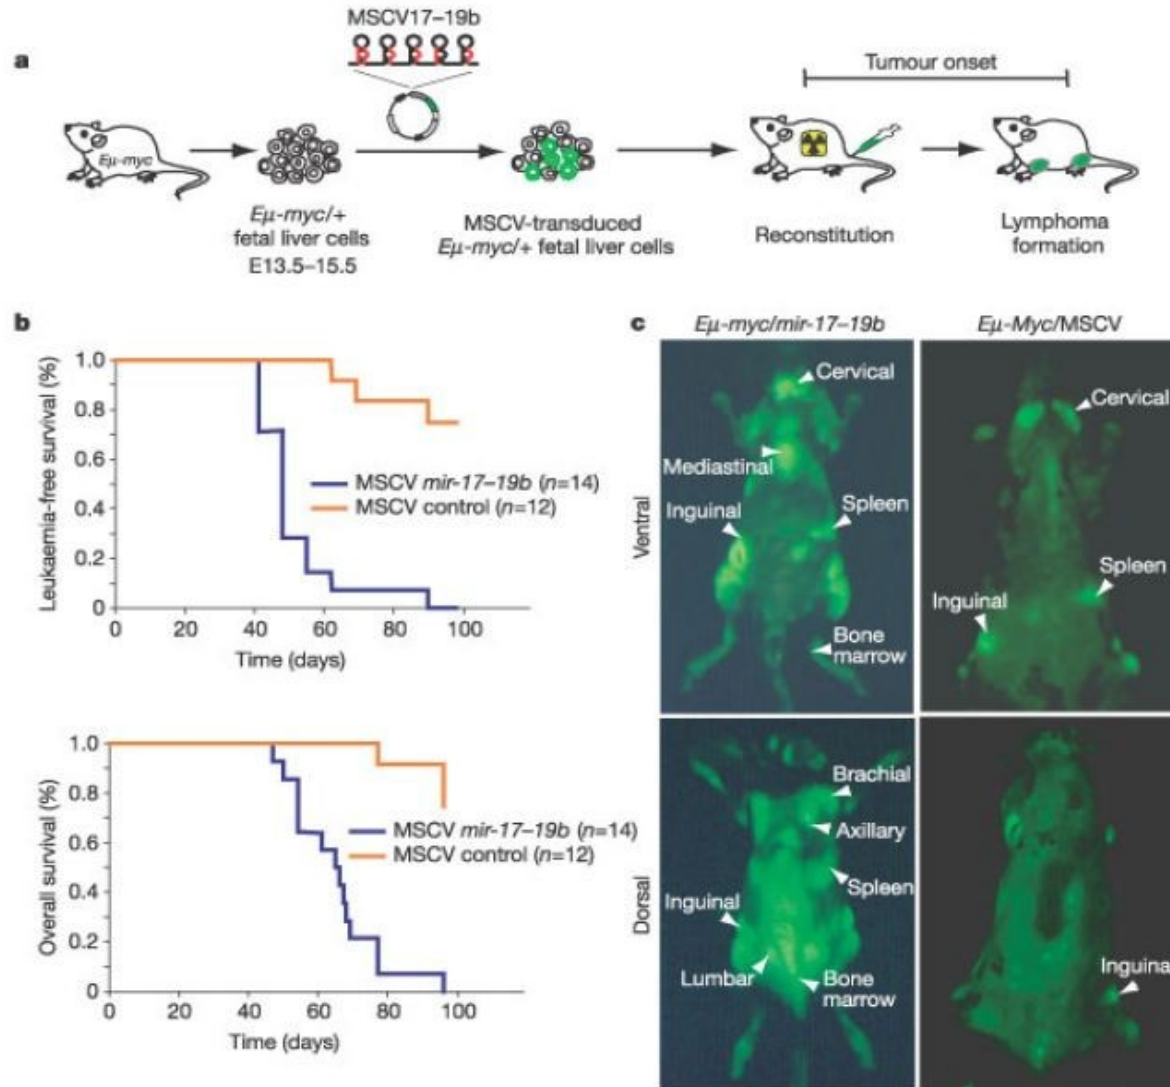 MSCV17–19b
a
Tumour onset
Eμ-myc
Eμ-myc/+
fetal liver cells
E13.5–15.5
MSCV-transduced
Eμ-myc/+ fetal liver cells
Reconstitution
Lymphoma
formation
b
Leukaemia-free survival (%)
1.0
0.8
0.6
0.4
0.2
0
MSCV mir-17–19b (n=14)
MSCV control (n=12)
0 20 40 60 80 100
Time (days)
Overall survival (%)
1.0
0.8
0.6
0.4
0.2
0
MSCV mir-17–19b (n=14)
MSCV control (n=12)
0 20 40 60 80 100
Time (days)
c
Eμ-myc/mir-17–19b
Eμ-Myc/MSCV
Ventral
Cervical
Mediastinal
Inguinal
Spleen
Bone
marrow
Cervical
Spleen
Inguinal
Dorsal
Brachial
Axillary
Spleen
Inguinal
Lumbar
Bone
marrow
Inguinal